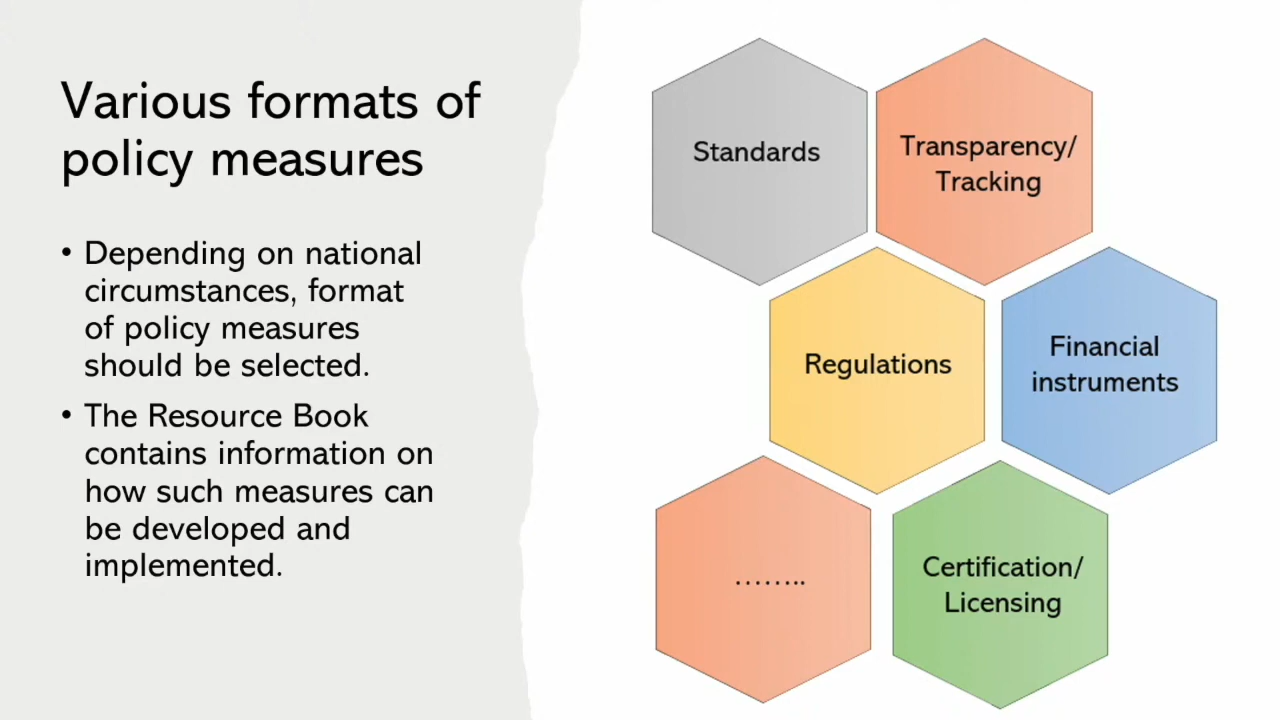 Various formats of
policy measures
• Depending on national
circumstances, format
of policy measures
should be selected.
• The Resource Book
contains information on
how such measures can
be developed and
implemented.
Standards
Transparency/
Tracking
Regulations
Financial
instruments
……..
Certification/
Licensing